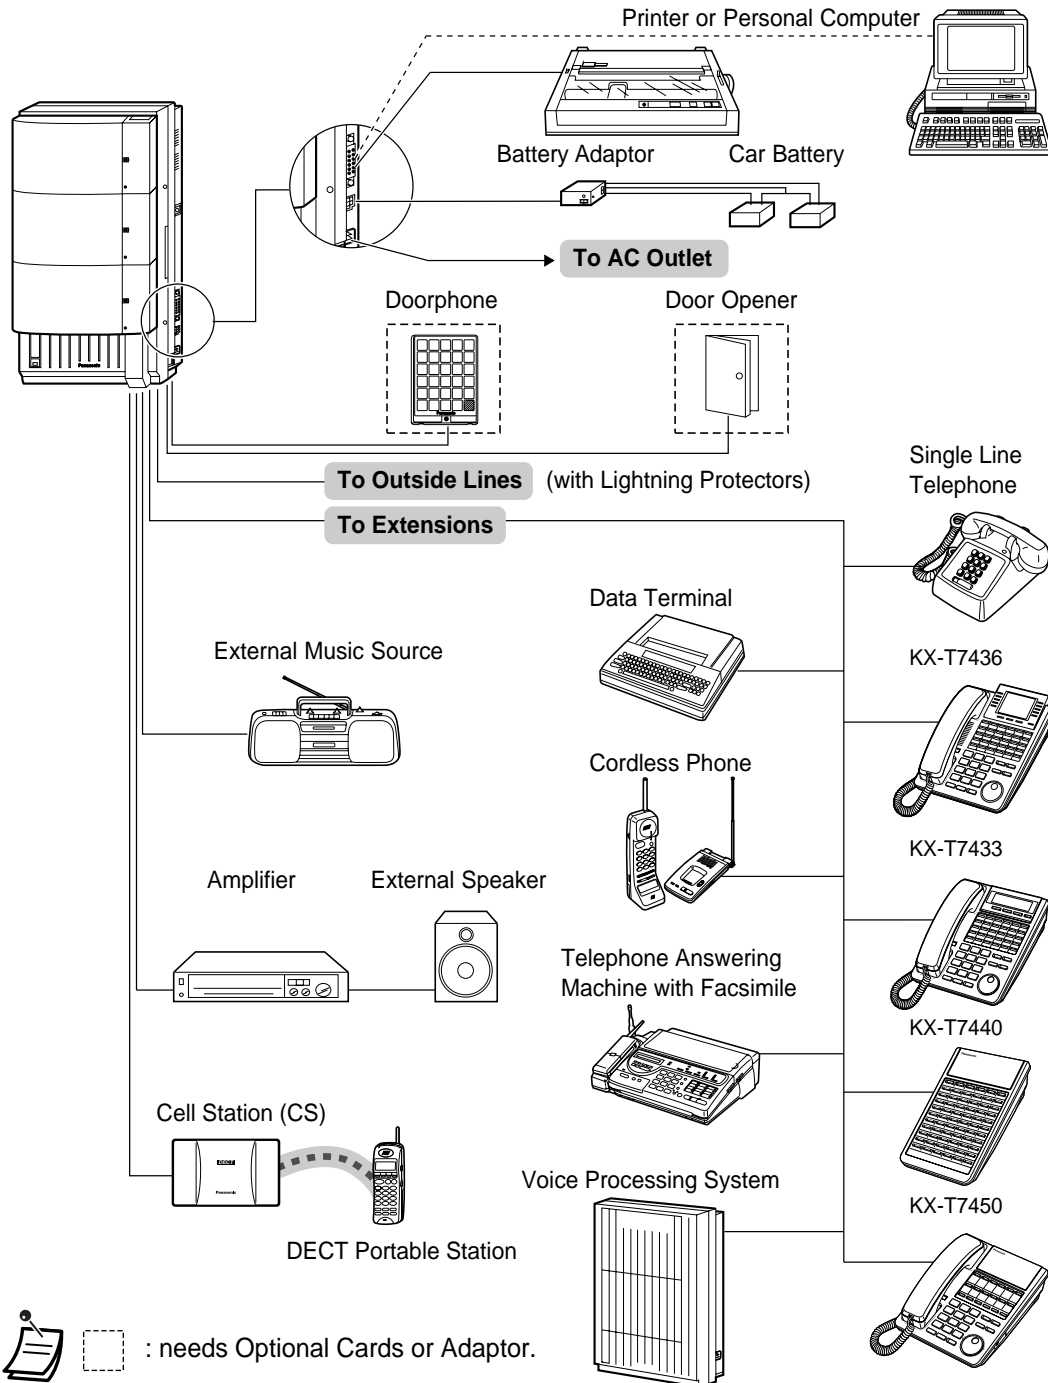 Printer or Personal Computer
Battery Adaptor
Car Battery
To AC Outlet
Doorphone
Door Opener
Panasonic
Panasonic
To Outside Lines
(with Lightning Protectors)
To Extensions
Single Line
Telephone
Data Terminal
External Music Source
KX-T7436
Cordless Phone
KX-T7433
Amplifier
External Speaker
Telephone Answering
Machine with Facsimile
KX-T7440
Panasonic
Cell Station (CS)
DECT
Panasonic
Voice Processing System
KX-T7450
DECT Portable Station
: needs Optional Cards or Adaptor.